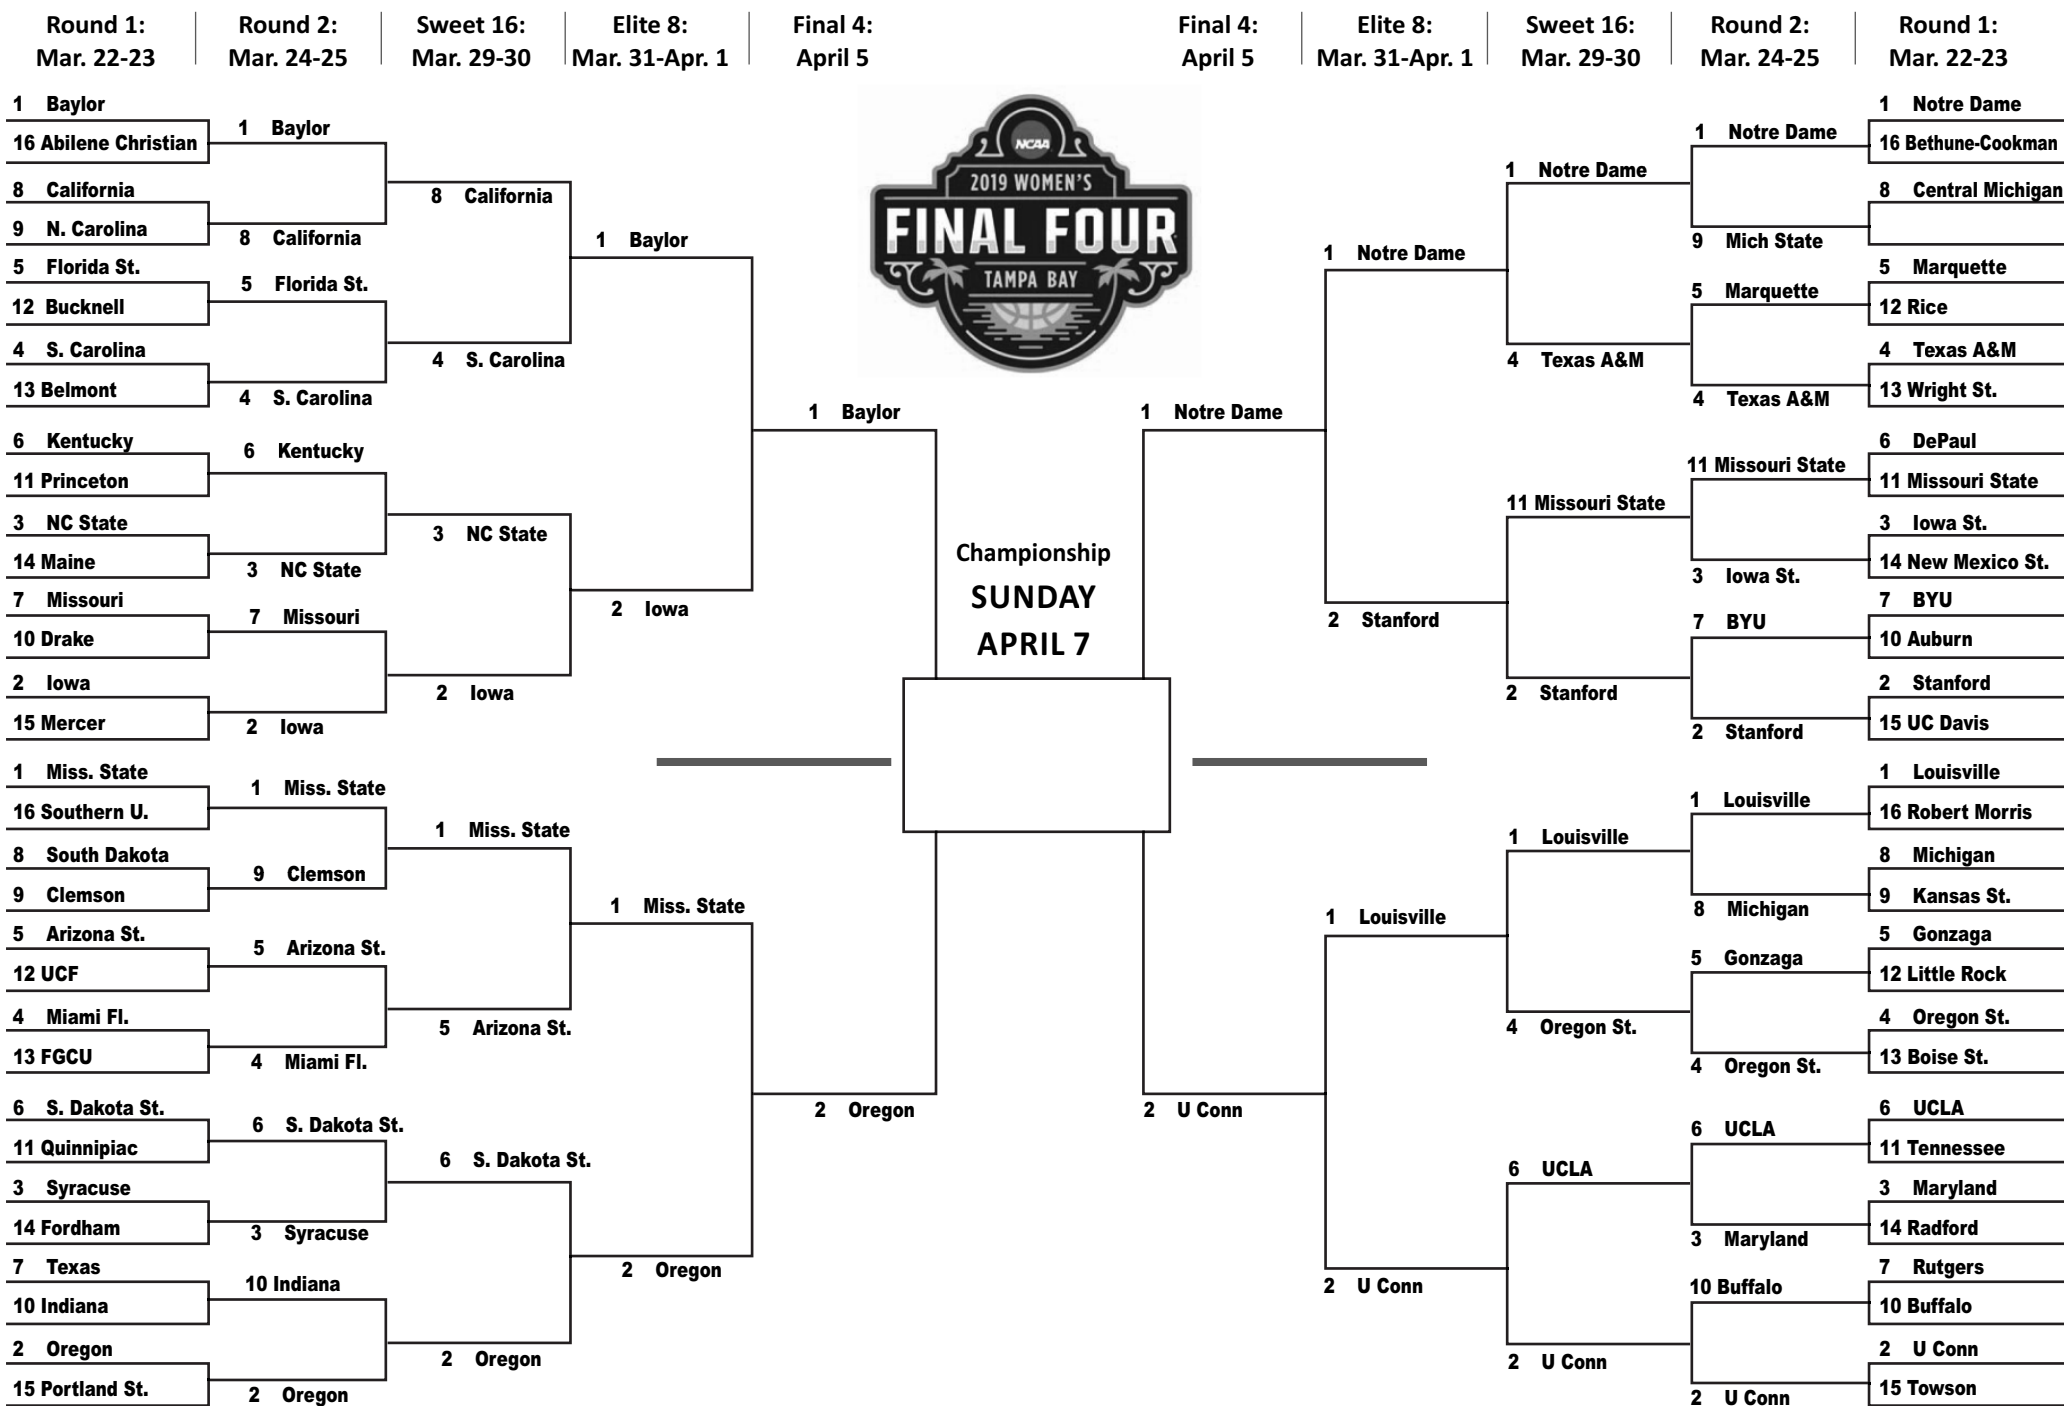 Round 1:
Mar. 22-23
Round 2:
Mar. 24-25
Sweet 16:
Mar. 29-30
Elite 8:
Mar. 31-Apr. 1
Final 4:
April 5
Final 4:
April 5
Elite 8:
Mar. 31-Apr. 1
Sweet 16:
Mar. 29-30
Round 2:
Mar. 24-25
Round 1:
Mar. 22-23
1 Baylor
16 Abilene Christian
8 California
9 N. Carolina
5 Florida St.
12 Bucknell
4 S. Carolina
13 Belmont
6 Kentucky
11 Princeton
3 NC State
14 Maine
7 Missouri
10 Drake
2 Iowa
15 Mercer
1 Miss. State
16 Southern U.
8 South Dakota
9 Clemson
5 Arizona St.
12 UCF
4 Miami Fl.
13 FGCU
6 S. Dakota St.
11 Quinnipiac
3 Syracuse
14 Fordham
7 Texas
10 Indiana
2 Oregon
15 Portland St.
1 Baylor
8 California
5 Florida St.
4 S. Carolina
6 Kentucky
3 NC State
7 Missouri
2 Iowa
1 Miss. State
9 Clemson
5 Arizona St.
4 Miami Fl.
6 S. Dakota St.
3 Syracuse
10 Indiana
2 Oregon
8 California
4 S. Carolina
3 NC State
2 Iowa
1 Miss. State
5 Arizona St.
6 S. Dakota St.
2 Oregon
1 Baylor
2 Iowa
1 Miss. State
2 Oregon
1 Baylor
2 Oregon
NCAA
2019 WOMEN'S
FINAL FOUR
TAMPA BAY
Championship
SUNDAY
APRIL 7
1 Notre Dame
2 U Conn
1 Notre Dame
2 Stanford
1 Louisville
2 U Conn
1 Notre Dame
4 Texas A&M
11 Missouri State
2 Stanford
1 Louisville
4 Oregon St.
6 UCLA
2 U Conn
1 Notre Dame
9 Mich State
5 Marquette
4 Texas A&M
11 Missouri State
3 Iowa St.
7 BYU
2 Stanford
1 Louisville
8 Michigan
5 Gonzaga
4 Oregon St.
6 UCLA
3 Maryland
10 Buffalo
2 U Conn
1 Notre Dame
16 Bethune-Cookman
8 Central Michigan
5 Marquette
12 Rice
4 Texas A&M
13 Wright St.
6 DePaul
11 Missouri State
3 Iowa St.
14 New Mexico St.
7 BYU
10 Auburn
2 Stanford
15 UC Davis
1 Louisville
16 Robert Morris
8 Michigan
9 Kansas St.
5 Gonzaga
12 Little Rock
4 Oregon St.
13 Boise St.
6 UCLA
11 Tennessee
3 Maryland
14 Radford
7 Rutgers
10 Buffalo
2 U Conn
15 Towson